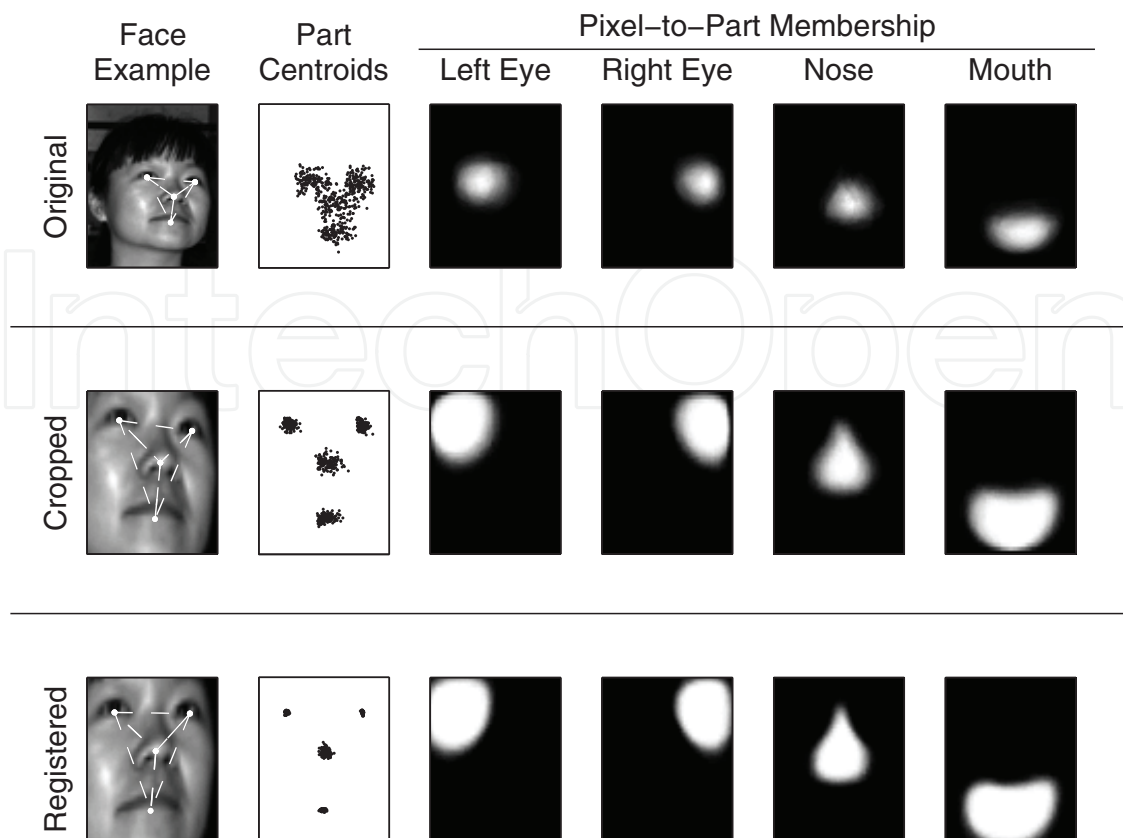 Face Example
Part Centroids
Pixel–to–Part Membership
Left Eye
Right Eye
Nose
Mouth
Original
Cropped
Registered
IntechOpen